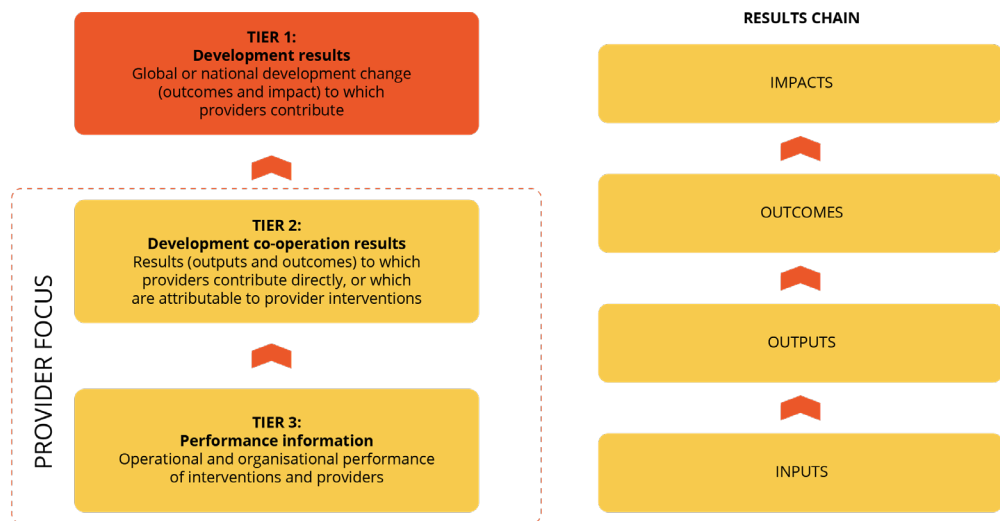 TIER 1:
Development results
Global or national development change
(outcomes and impact) to which
providers contribute
PROVIDER FOCUS
TIER 2:
Development co-operation results
Results (outputs and outcomes) to which
providers contribute directly, or which
are attributable to provider interventions
TIER 3:
Performance information
Operational and organisational performance
of interventions and providers
RESULTS CHAIN
IMPACTS
OUTCOMES
OUTPUTS
INPUTS